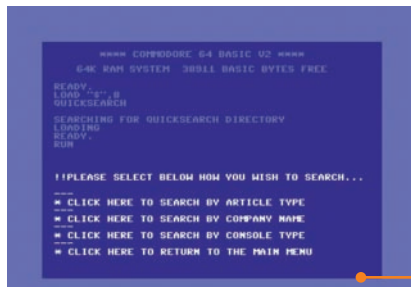 **** COMMODORE 64 BASIC V2 ****
64K RAM SYSTEM 38911 BASIC BYTES FREE
READY.
LOAD "$",8
QUICKSEARCH
SEARCHING FOR QUICKSEARCH DIRECTORY
LOADING
READY.
RUN
!!PLEASE SELECT BELOW HOW YOU WISH TO SEARCH...
---
* CLICK HERE TO SEARCH BY ARTICLE TYPE
---
* CLICK HERE TO SEARCH BY COMPANY NAME
---
* CLICK HERE TO SEARCH BY CONSOLE TYPE
---
* CLICK HERE TO RETURN TO THE MAIN MENU